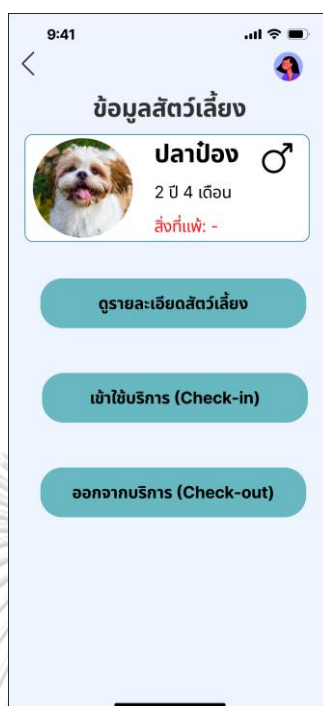 9:41
ข้อมูลสัตว์เลี้ยง
ปลาป๋อง
2 ปี 4 เดือน
สิ่งที่แพ้: -
ดูรายละเอียดสัตว์เลี้ยง
เข้าใช้บริการ (Check-in)
ออกจากบริการ (Check-out)